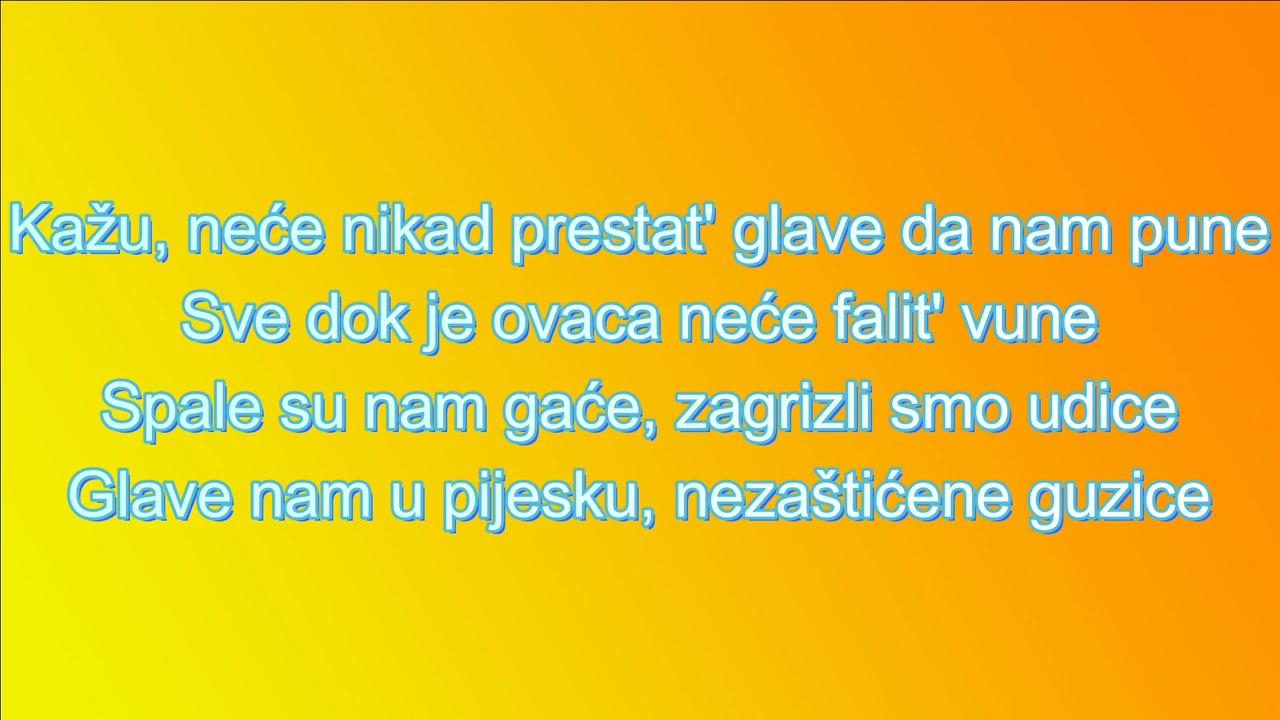 Kažu, neće nikad prestat' glave da nam pune
Sve dok je ovaca neće falit' vune
Spale su nam gaće, zagrizli smo udice
Glave nam u pijesku, nezaštićene guzice